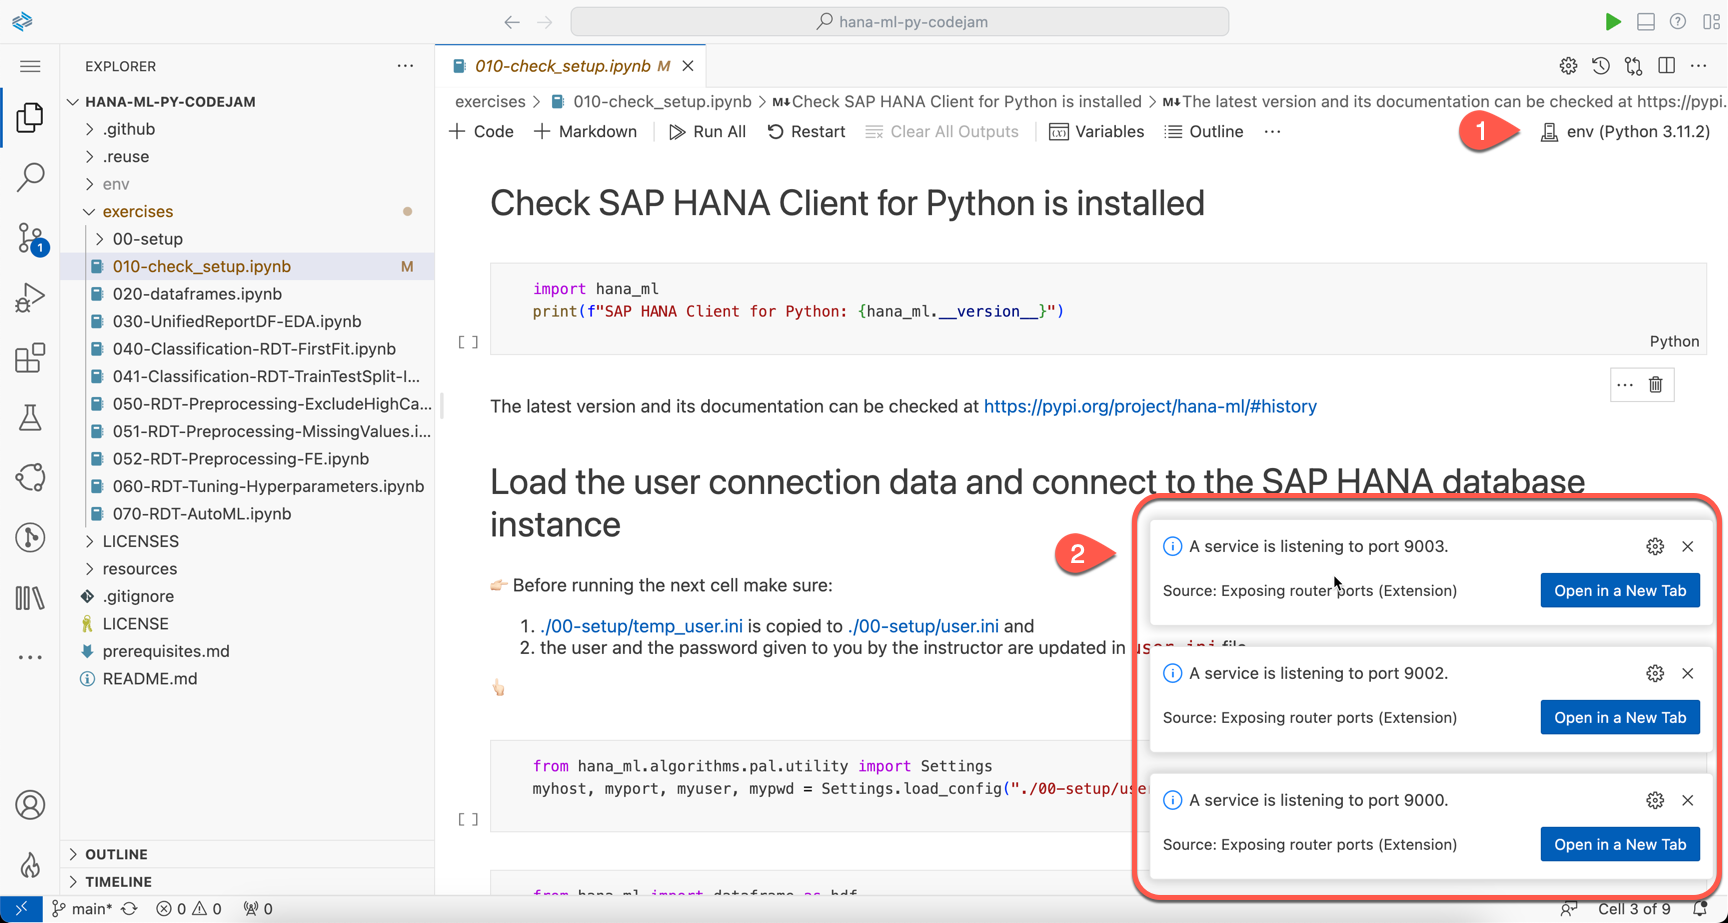 hana-ml-py-codejam
EXPLORER
010-check_setup.ipynb M
HANA-ML-PY-CODEJAM
.github
.reuse
env
exercises
00-setup
010-check_setup.ipynb M
020-dataframes.ipynb
030-UnifiedReportDF-EDA.ipynb
040-Classification-RDT-FirstFit.ipynb
041-Classification-RDT-TrainTestSplit-I...
050-RDT-Preprocessing-ExcludeHighCa...
051-RDT-Preprocessing-MissingValues.i...
052-RDT-Preprocessing-FE.ipynb
060-RDT-Tuning-Hyperparameters.ipynb
070-RDT-AutoML.ipynb
LICENSES
resources
.gitignore
LICENSE
prerequisites.md
README.md
OUTLINE
TIMELINE
1
exercises > 010-check_setup.ipynb > M↓Check SAP HANA Client for Python is installed > M↓The latest version and its documentation can be checked at https://pypi.
+ Code + Markdown Run All Restart Clear All Outputs Variables Outline ... 1 env (Python 3.11.2)
Check SAP HANA Client for Python is installed
import hana_ml
print(f"SAP HANA Client for Python: {hana_ml.__version__}")
[ ]
Python
The latest version and its documentation can be checked at https://pypi.org/project/hana-ml/#history
Load the user connection data and connect to the SAP HANA database
instance
👉🏻 Before running the next cell make sure:
1. ./00-setup/temp_user.ini is copied to ./00-setup/user.ini and
2. the user and the password given to you by the instructor are updated in user.ini file
👆🏻
from hana_ml.algorithms.pal.utility import Settings
myhost, myport, myuser, mypwd = Settings.load_config("./00-setup/use
[ ]
from hana_ml import dataframe as hdf
2
A service is listening to port 9003.
Source: Exposing router ports (Extension) Open in a New Tab
A service is listening to port 9002.
Source: Exposing router ports (Extension) Open in a New Tab
A service is listening to port 9000.
Source: Exposing router ports (Extension) Open in a New Tab
main* 0 0 0 Cell 3 of 9